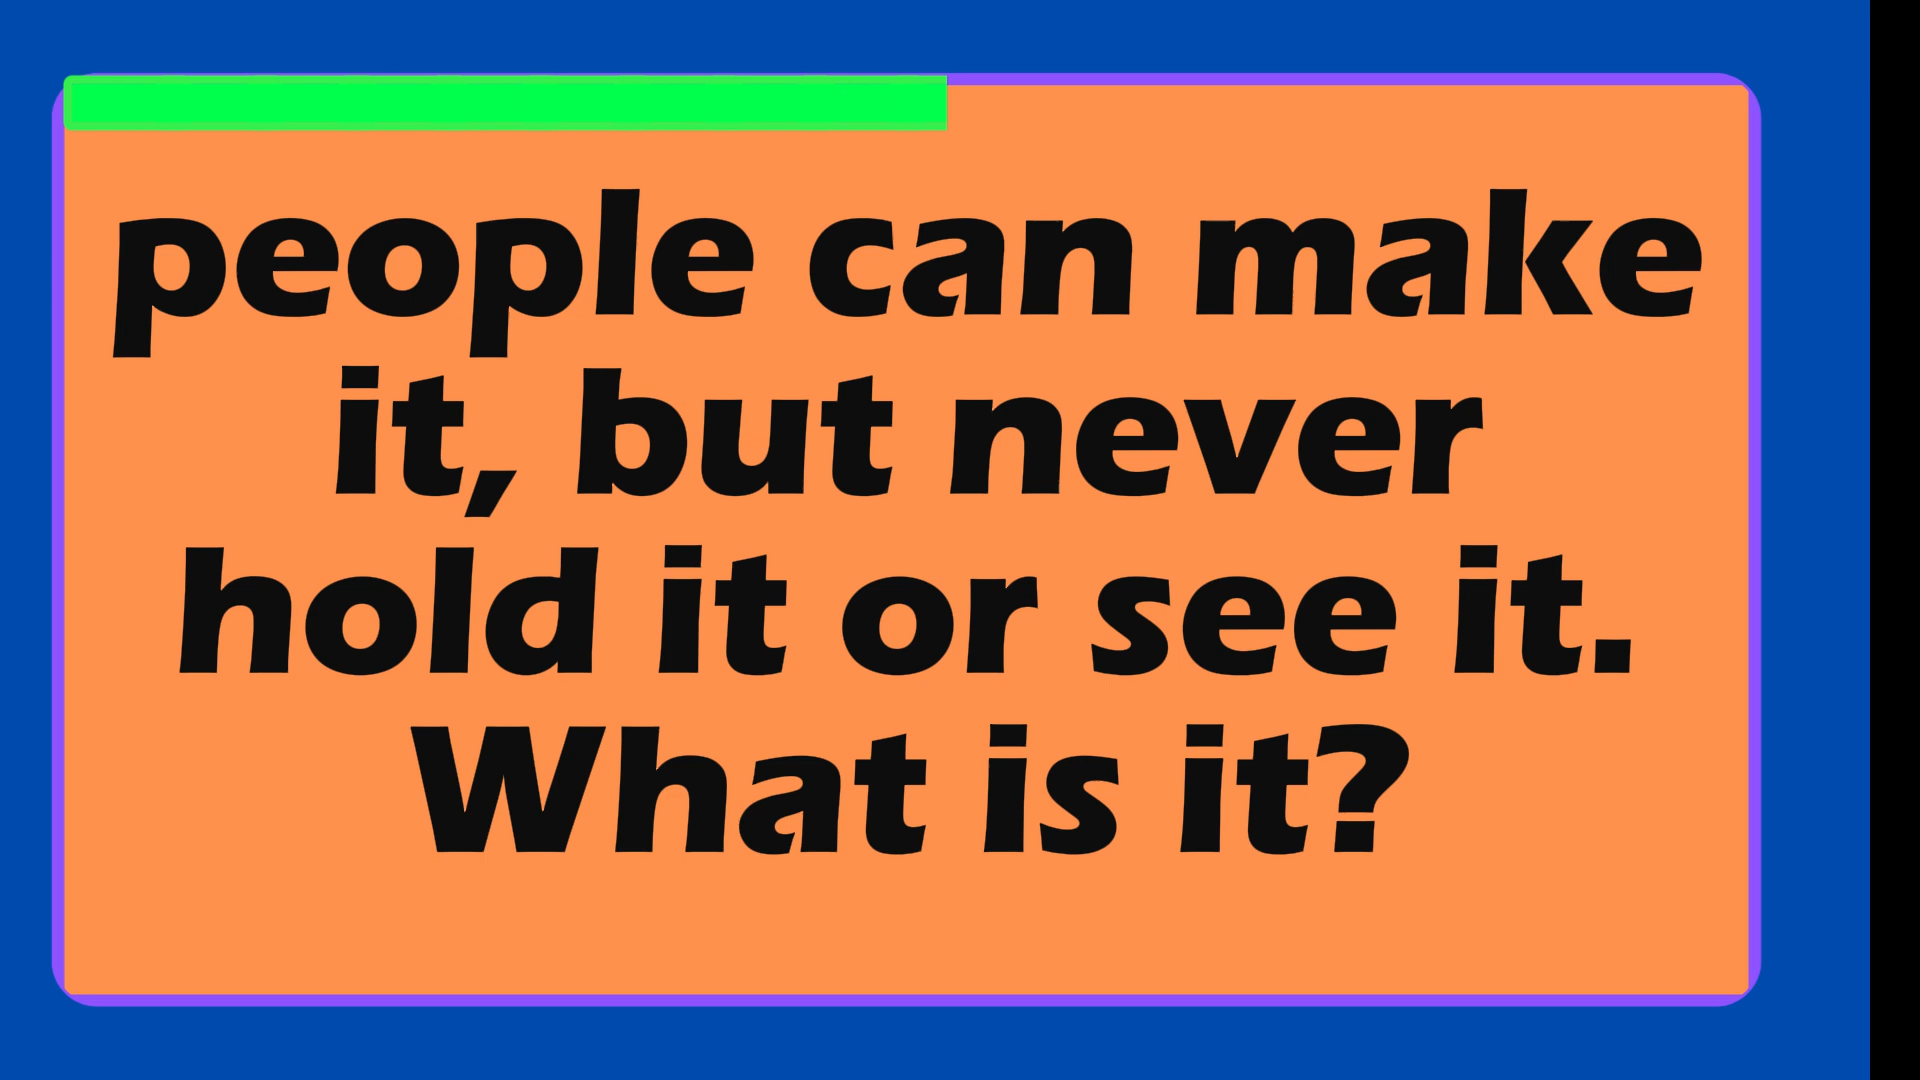 people can make
it, but never
hold it or see it.
What is it?